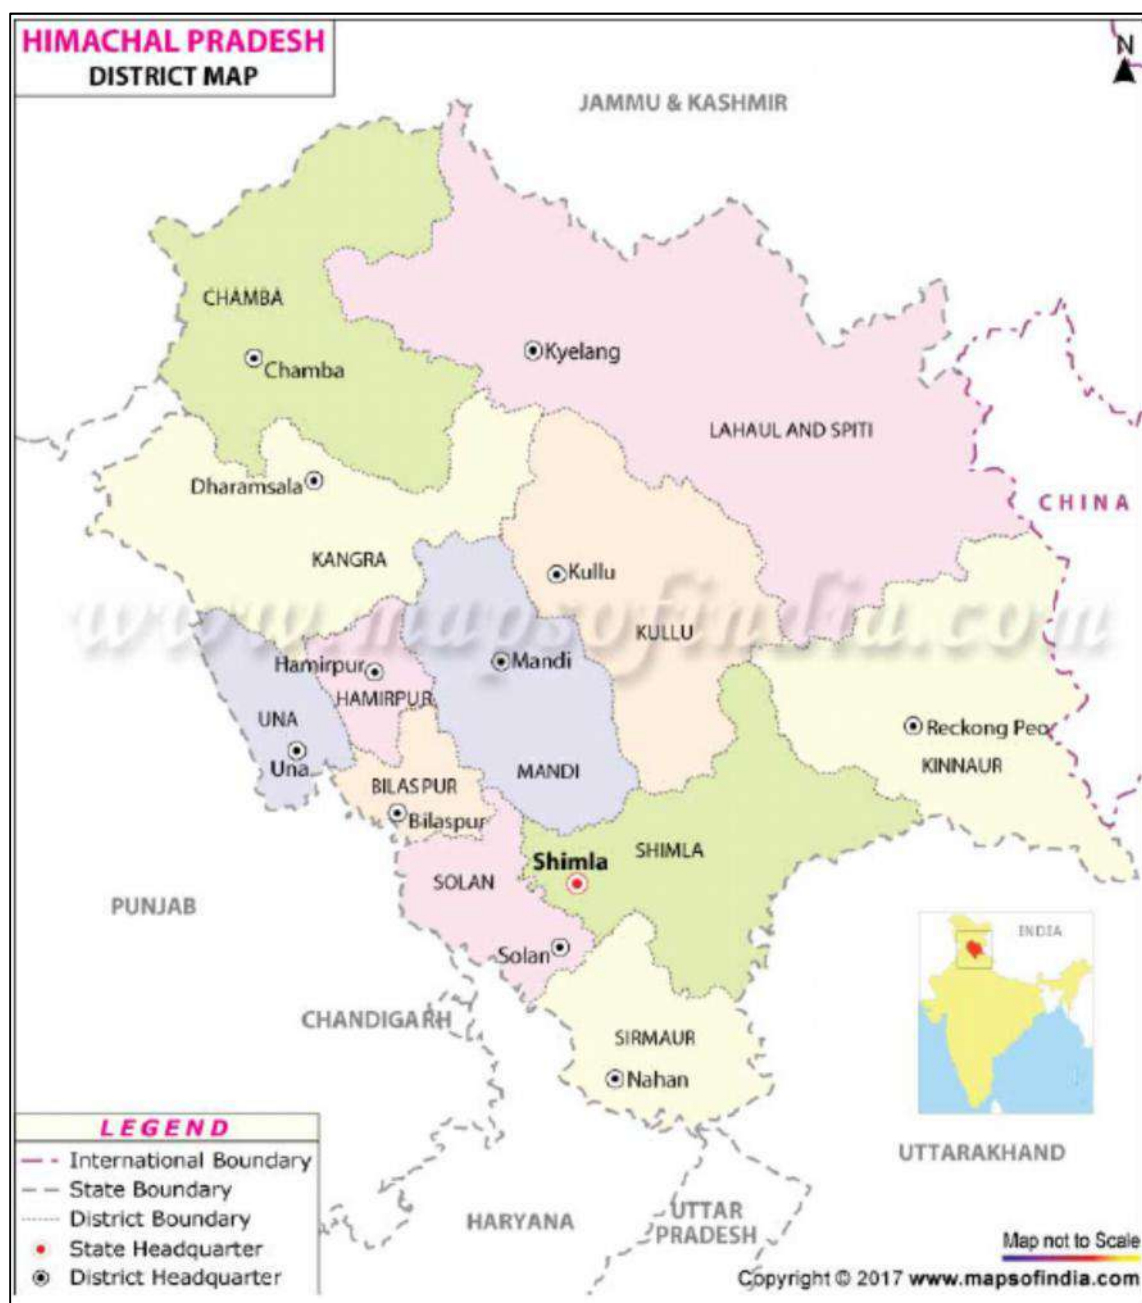 HIMACHAL PRADESH
DISTRICT MAP
N
JAMMU & KASHMIR
CHAMBA
Chamba
Kyelang
LAHAUL AND SPITI
Dharamsala
CHINA
KANGRA
Kullu
www.mapsofindia.com
KULLU
Hamirpur
Mandi
HAMIRPUR
UNA
Reckong Peo
Una
KINNAUR
MANDI
BILASPUR
Bilaspur
SHIMLA
Shimla
SOLAN
PUNJAB
INDIA
Solan
CHANDIGARH
SIRMAUR
Nahan
LEGEND
International Boundary
State Boundary
District Boundary
State Headquarter
District Headquarter
UTTARAKHAND
HARYANA
UTTAR
PRADESH
Map not to Scale
Copyright © 2017 www.mapsofindia.com